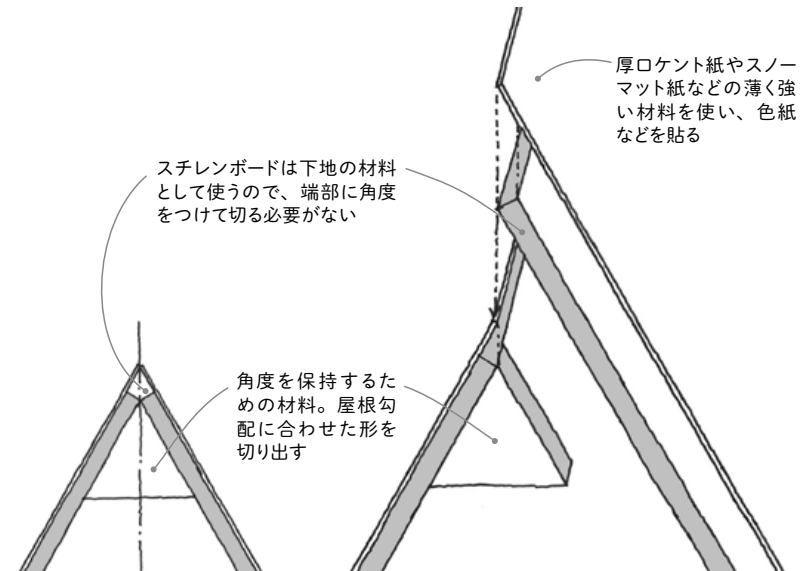 厚口ケント紙やスノー
マット紙などの薄く強
い材料を使い、色紙
などを貼る
スチレンボードは下地の材料
として使うので、端部に角度
をつけて切る必要がない
角度を保持するた
めの材料。屋根勾
配に合わせた形を
切り出す